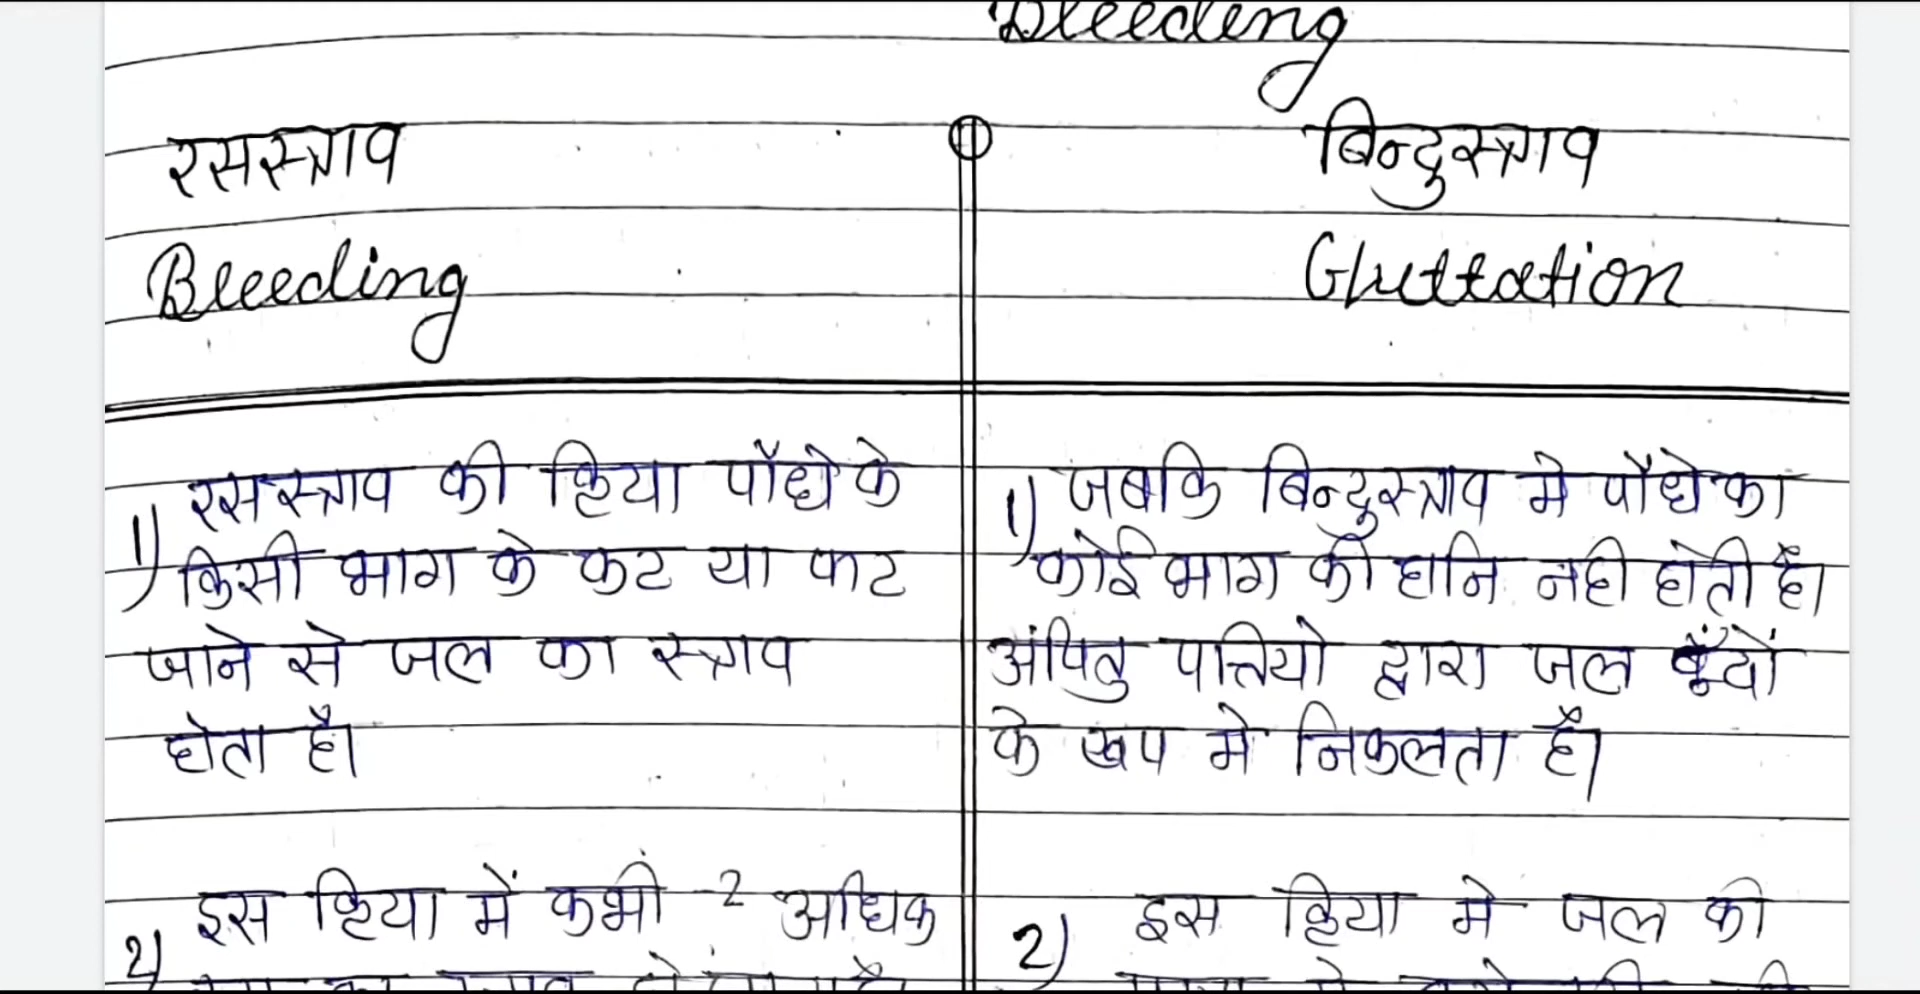 Bleeding
रसस्त्राव
बिन्दुस्त्राव
Bleeding
Gluttation
1) रसस्त्राव की क्रिया पौधे के
किसी भाग के कट या फट
जाने से जल का स्त्राव
होता है।
1) जबकि बिन्दुस्त्राव मे पौधे का
कोई भाग की हानि नही होती है।
अपितु पत्तियो द्वारा जल बूँदों
के रूप मे निकलता है।
2) इस क्रिया में कभी 2 अधिक
2) इस क्रिया मे जल की